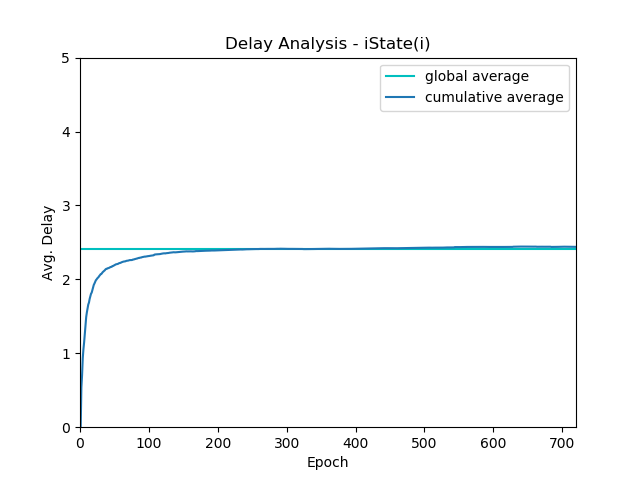 Delay Analysis - iState(i)
global average
cumulative average
Avg. Delay
5
4
3
2
1
0
0 100 200 300 400 500 600 700
Epoch